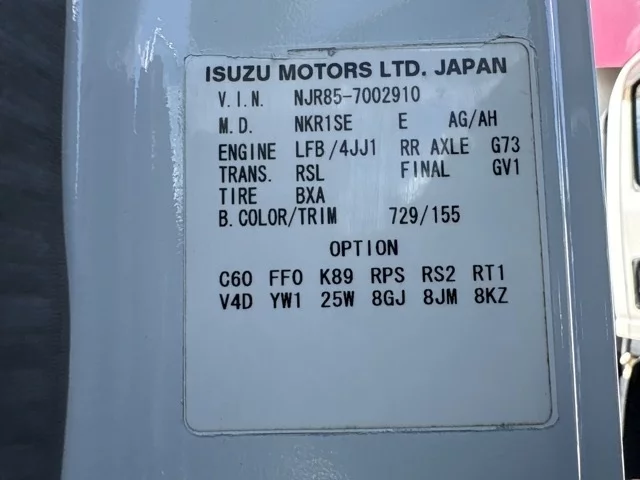 ISUZU MOTORS LTD. JAPAN
V.I.N. NJR85-7002910
M.D. NKR1SE E AG/AH
ENGINE LFB/4JJ1 RR AXLE G73
TRANS. RSL FINAL GV1
TIRE BXA
B.COLOR/TRIM 729/155
OPTION
C60 FF0 K89 RPS RS2 RT1
V4D YW1 25W 8GJ 8JM 8KZ